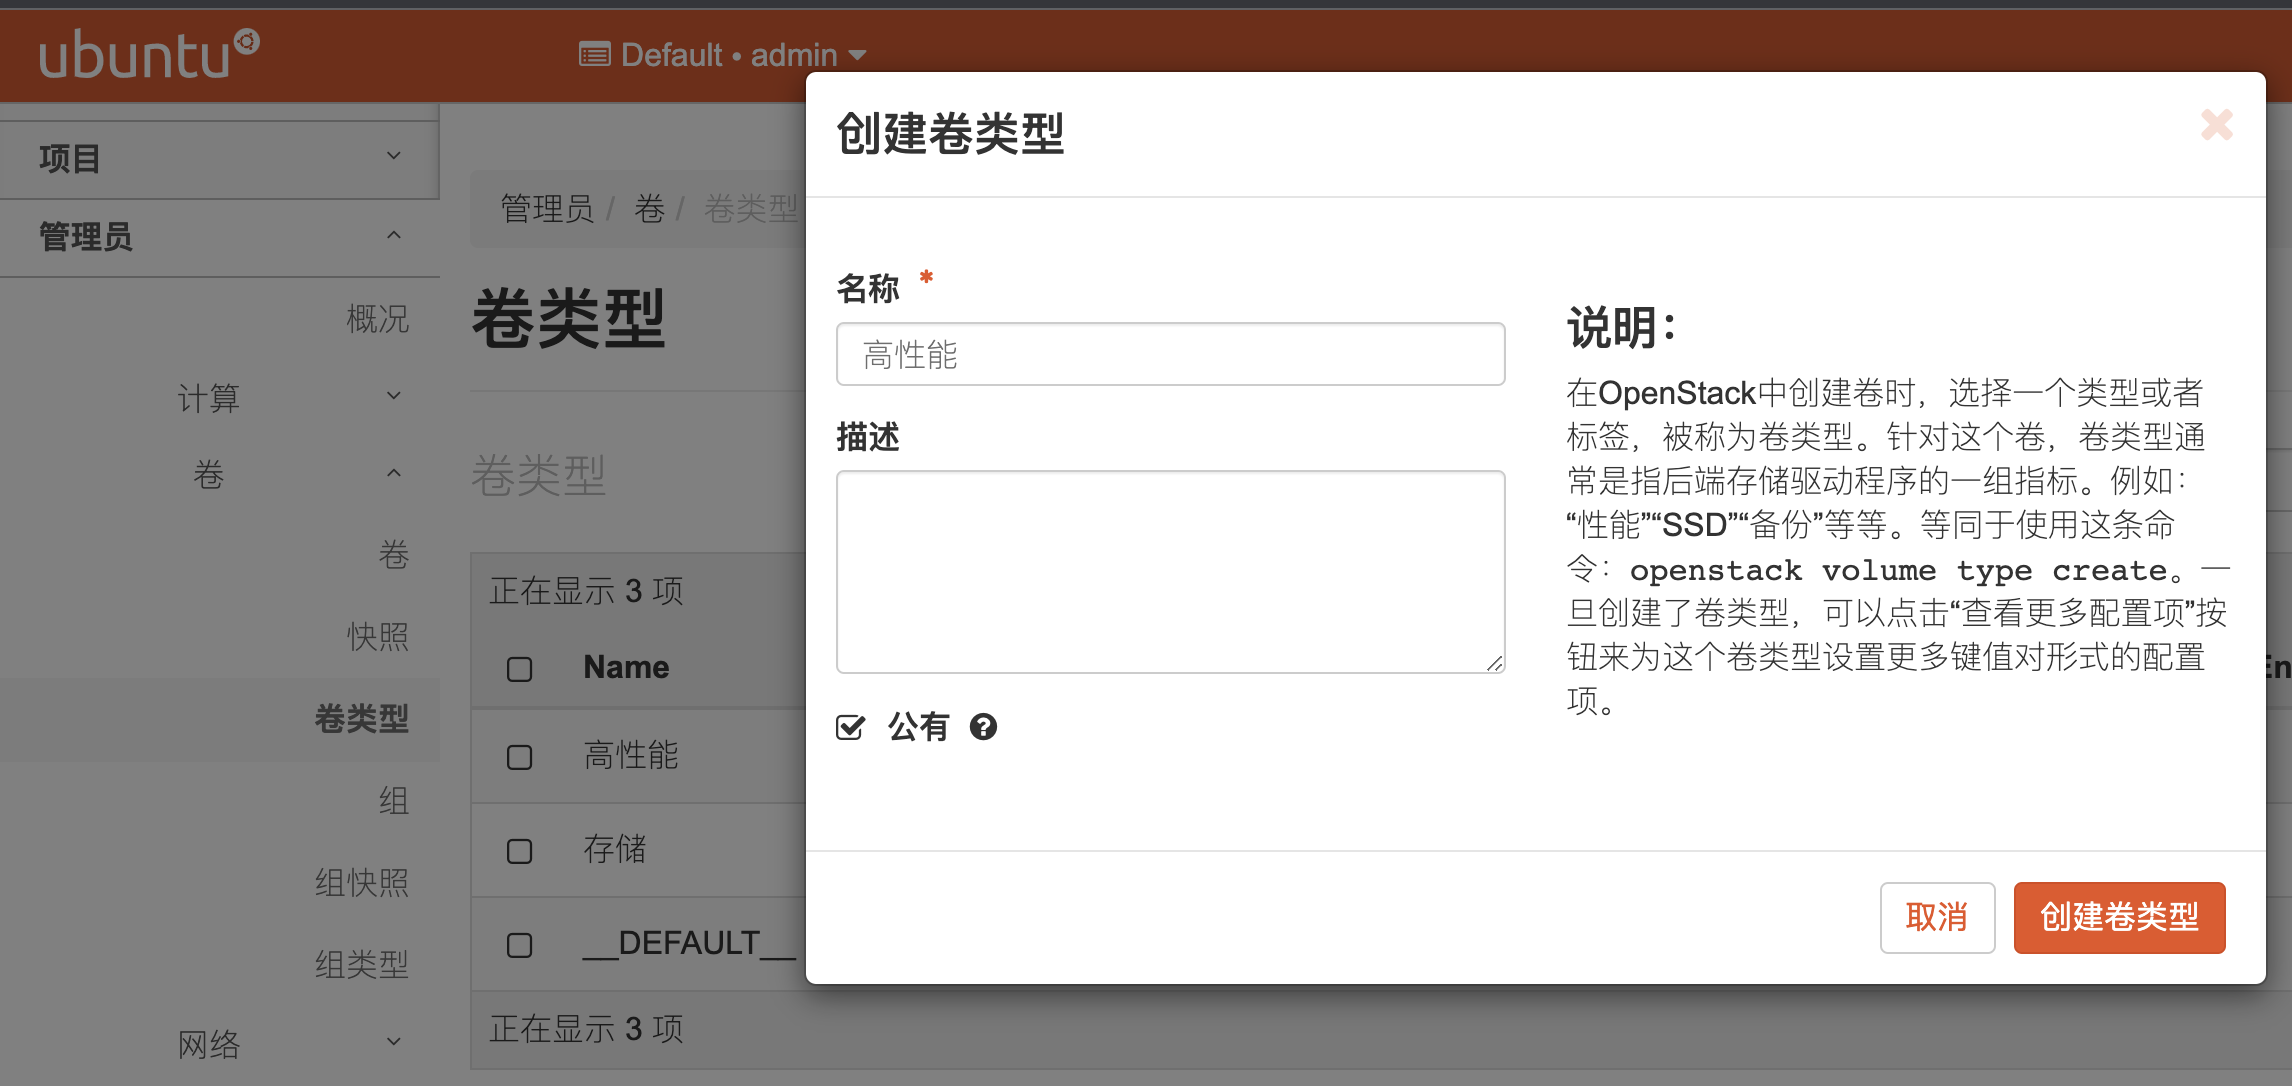 ubuntu
Default • admin
项目
管理员
概况
计算
卷
卷
快照
卷类型
组
组快照
组类型
网络
管理员 / 卷 / 卷类型
卷类型
卷类型
正在显示 3 项
Name
高性能
存储
__DEFAULT__
正在显示 3 项
创建卷类型
名称 *
高性能
描述
公有
说明：
在OpenStack中创建卷时，选择一个类型或者
标签，被称为卷类型。针对这个卷，卷类型通
常是指后端存储驱动程序的一组指标。例如：
“性能”“SSD”“备份”等等。等同于使用这条命
令：openstack volume type create。一
旦创建了卷类型，可以点击“查看更多配置项”按
钮来为这个卷类型设置更多键值对形式的配置
项。
取消
创建卷类型